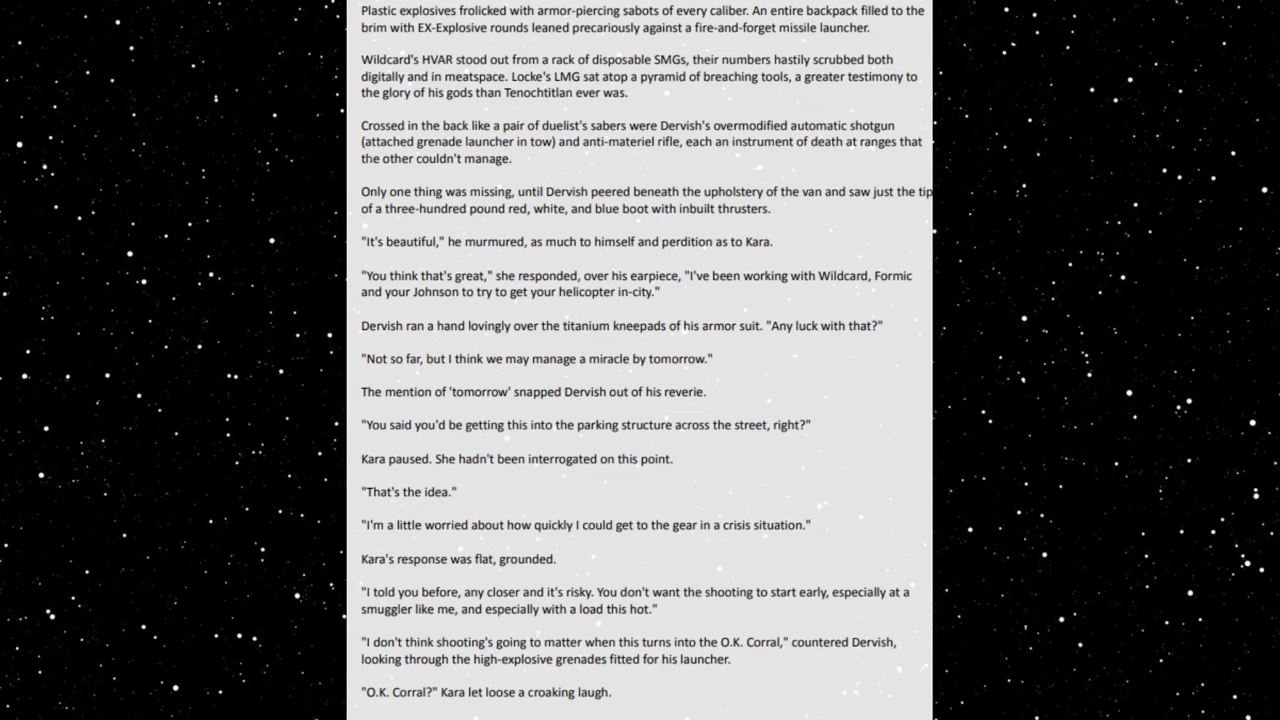 Plastic explosives frolicked with armor-piercing sabots of every caliber. An entire backpack filled to the
brim with EX-Explosive rounds leaned precariously against a fire-and-forget missile launcher.
Wildcard's HVAR stood out from a rack of disposable SMGs, their numbers hastily scrubbed both
digitally and in meatspace. Locke's LMG sat atop a pyramid of breaching tools, a greater testimony to
the glory of his gods than Tenochtitlan ever was.
Crossed in the back like a pair of duelist's sabers were Dervish's overmodified automatic shotgun
(attached grenade launcher in tow) and anti-materiel rifle, each an instrument of death at ranges that
the other couldn't manage.
Only one thing was missing, until Dervish peered beneath the upholstery of the van and saw just the tip
of a three-hundred pound red, white, and blue boot with inbuilt thrusters.
"It's beautiful," he murmured, as much to himself and perdition as to Kara.
"You think that's great," she responded, over his earpiece, "I've been working with Wildcard, Formic
and your Johnson to try to get your helicopter in-city."
Dervish ran a hand lovingly over the titanium kneepads of his armor suit. "Any luck with that?"
"Not so far, but I think we may manage a miracle by tomorrow."
The mention of 'tomorrow' snapped Dervish out of his reverie.
"You said you'd be getting this into the parking structure across the street, right?"
Kara paused. She hadn't been interrogated on this point.
"That's the idea."
"I'm a little worried about how quickly I could get to the gear in a crisis situation."
Kara's response was flat, grounded.
"I told you before, any closer and it's risky. You don't want the shooting to start early, especially at a
smuggler like me, and especially with a load this hot."
"I don't think shooting's going to matter when this turns into the O.K. Corral," countered Dervish,
looking through the high-explosive grenades fitted for his launcher.
"O.K. Corral?" Kara let loose a croaking laugh.